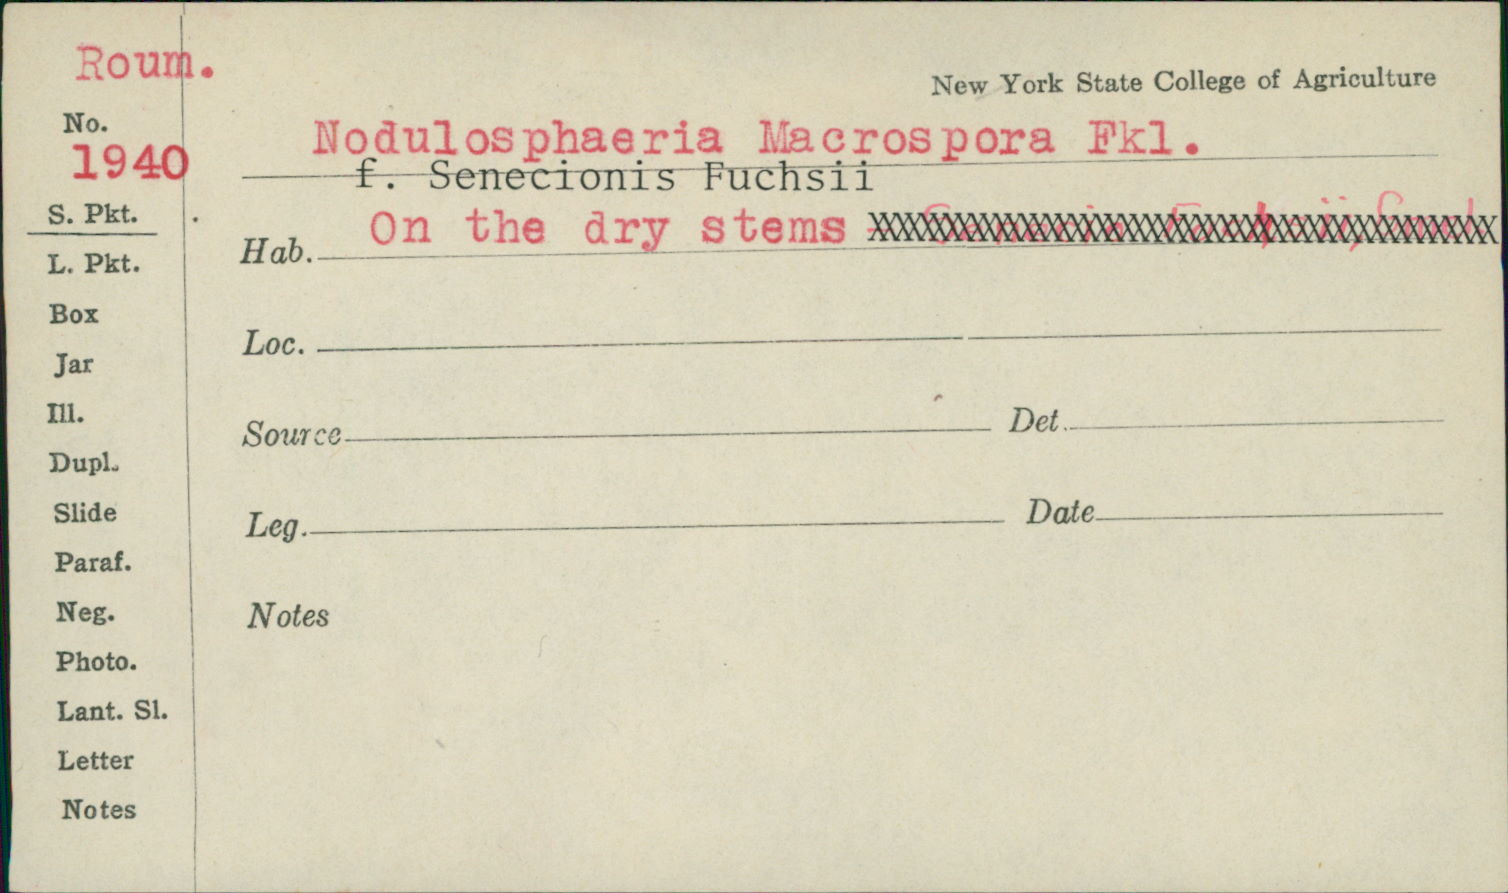 Roum.
New York State College of Agriculture
No.
1940
Nodulosphaeria Macrospora Fkl.
f. Senecionis Fuchsii
S. Pkt.
Hab. On the dry stems
L. Pkt.
Box
Loc.
Jar
Ill.
Source Det.
Dupl.
Slide
Leg. Date
Paraf.
Neg.
Notes
Photo.
Lant. Sl.
Letter
Notes